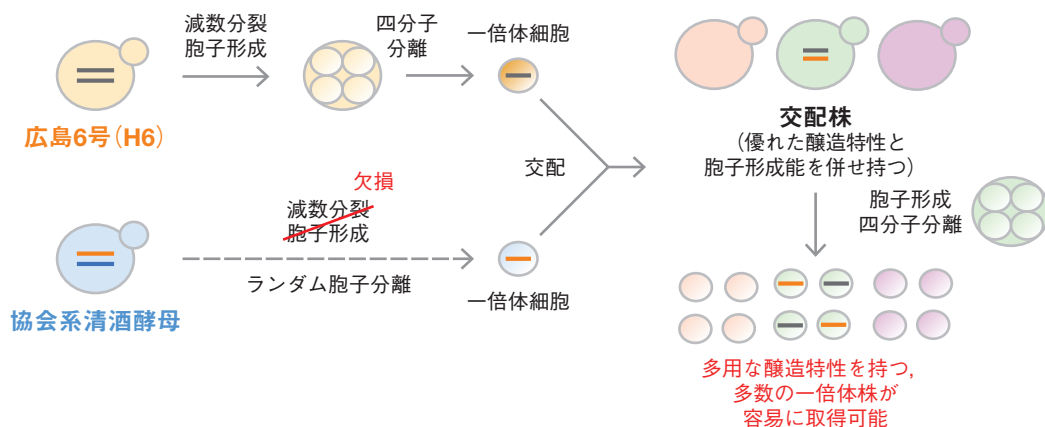 減数分裂
胞子形成
四分子
分離
一倍体細胞
広島6号(H6)
交配
交配株
(優れた醸造特性と
胞子形成能を併せ持つ)
欠損
減数分裂
胞子形成
ランダム胞子分離
一倍体細胞
協会系清酒酵母
胞子形成
四分子分離
多用な醸造特性を持つ,
多数の一倍体株が
容易に取得可能